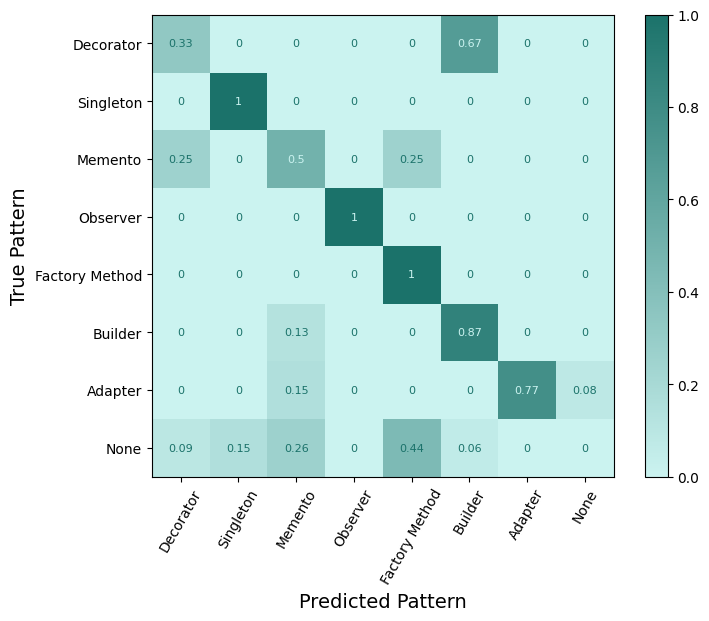 Decorator 0.33 0 0 0 0 0.67 0 0
Singleton 0 1 0 0 0 0 0 0
Memento 0.25 0 0.5 0 0.25 0 0 0
Observer 0 0 0 1 0 0 0 0
Factory Method 0 0 0 0 1 0 0 0
Builder 0 0 0.13 0 0 0.87 0 0
Adapter 0 0 0.15 0 0 0 0.77 0.08
None 0.09 0.15 0.26 0 0.44 0.06 0 0
True Pattern
Decorator Singleton Memento Observer Factory Method Builder Adapter None
Predicted Pattern
1.0
0.8
0.6
0.4
0.2
0.0